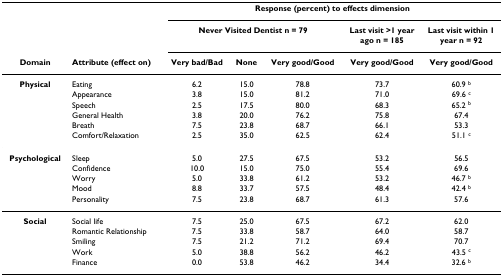 Response (percent) to effects dimension
Never Visited Dentist n = 79 Last visit >1 year ago n = 185 Last visit within 1 year n = 92
Domain Attribute (effect on) Very bad/Bad None Very good/Good Very good/Good Very good/Good
Physical Eating 6.2 15.0 78.8 73.7 60.9 b
Appearance 3.8 15.0 81.2 71.0 69.6 c
Speech 2.5 17.5 80.0 68.3 65.2 b
General Health 3.8 20.0 76.2 75.8 67.4
Breath 7.5 23.8 68.7 66.1 53.3
Comfort/Relaxation 2.5 35.0 62.5 62.4 51.1 c
Psychological Sleep 5.0 27.5 67.5 53.2 56.5
Confidence 10.0 15.0 75.0 55.4 69.6
Worry 5.0 33.8 61.2 53.2 46.7 b
Mood 8.8 33.7 57.5 48.4 42.4 b
Personality 7.5 23.8 68.7 61.3 57.6
Social Social life 7.5 25.0 67.5 67.2 62.0
Romantic Relationship 7.5 33.8 58.7 64.0 58.7
Smiling 7.5 21.2 71.2 69.4 70.7
Work 5.0 38.8 56.2 46.2 43.5 c
Finance 0.0 53.8 46.2 34.4 32.6 b